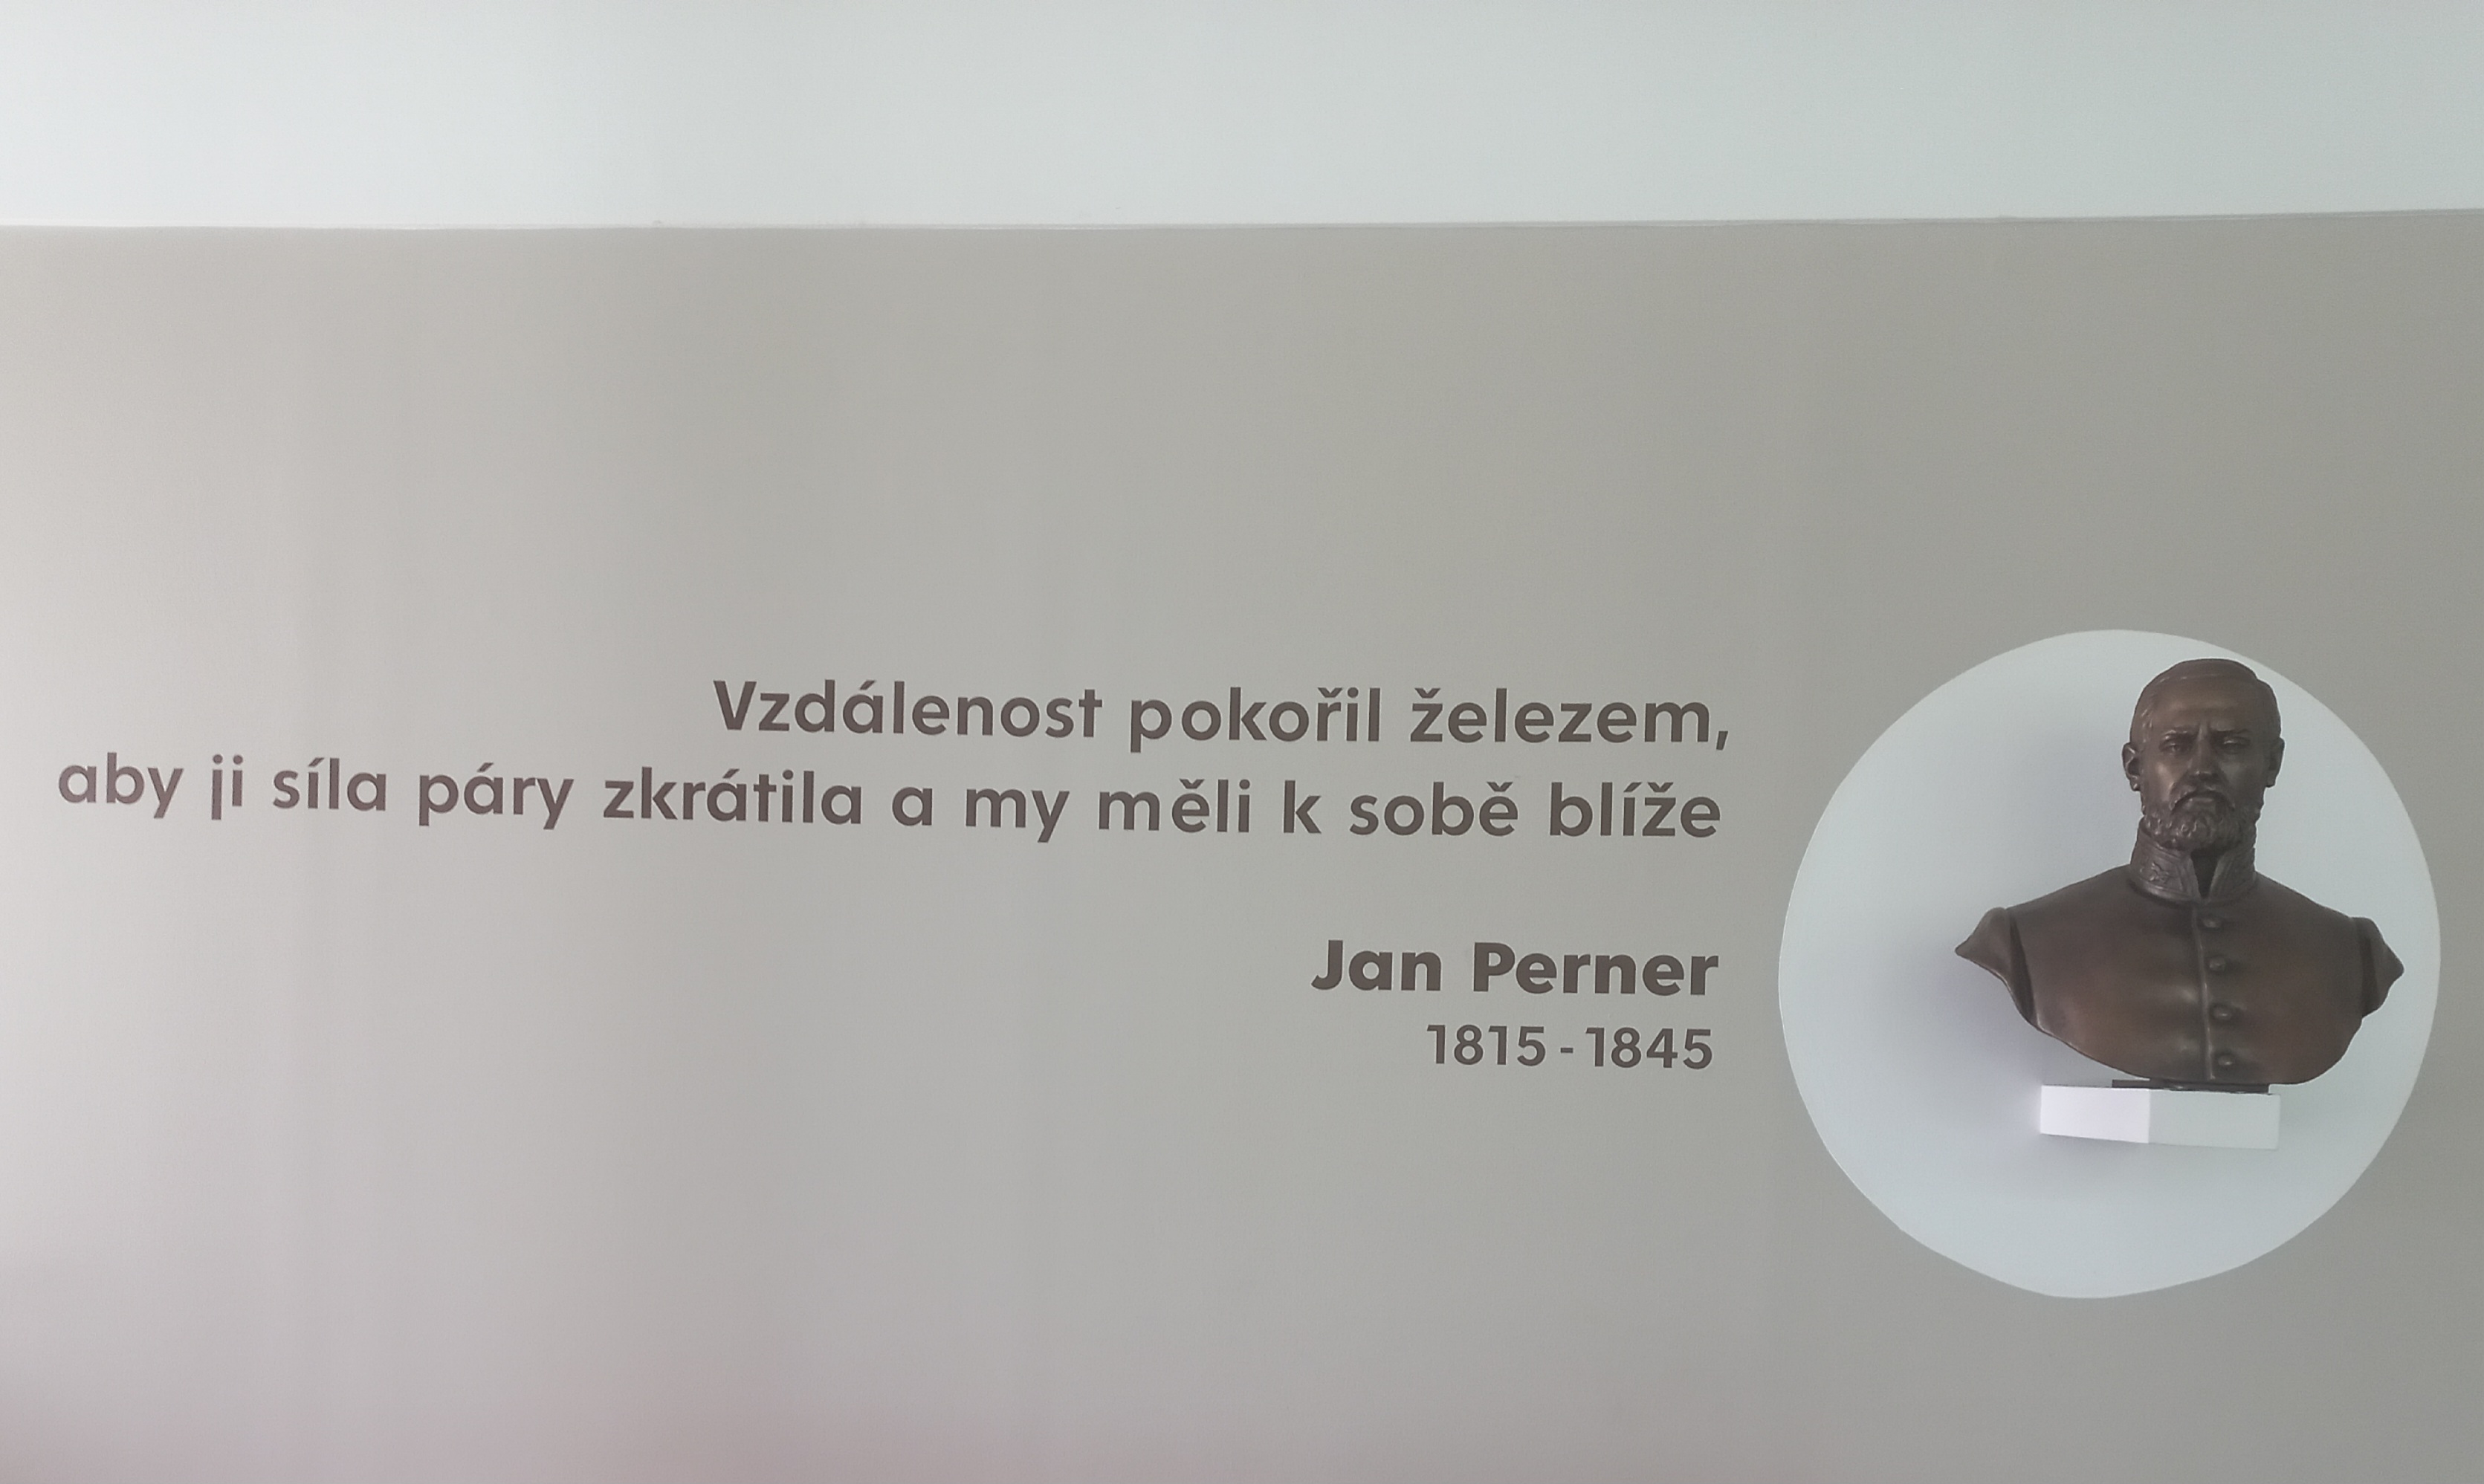 Vzdálenost pokořil železem,
aby ji síla páry zkrátila a my měli k sobě blíže
Jan Perner
1815 - 1845